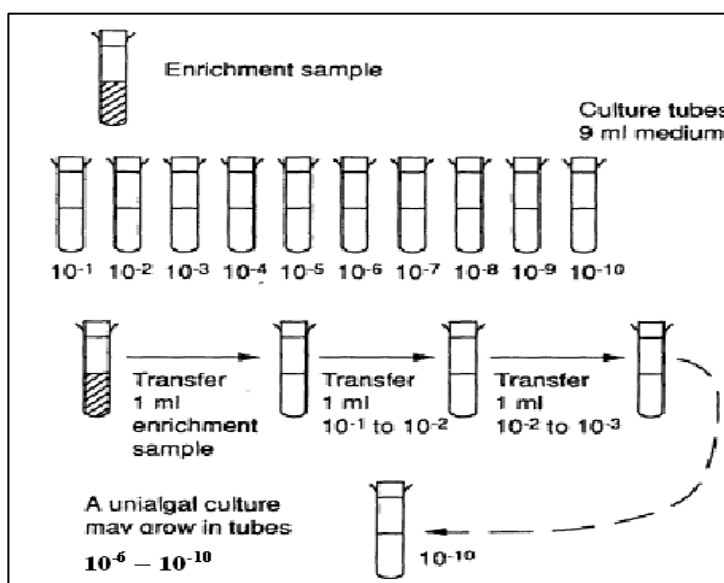 Enrichment sample
Culture tubes
9 ml medium
10⁻¹ 10⁻² 10⁻³ 10⁻⁴ 10⁻⁵ 10⁻⁶ 10⁻⁷ 10⁻⁸ 10⁻⁹ 10⁻¹⁰
Transfer
1 ml
enrichment
sample
Transfer
1 ml
10⁻¹ to 10⁻²
Transfer
1 ml
10⁻² to 10⁻³
A unialgal culture
may grow in tubes
10⁻⁶ – 10⁻¹⁰
10⁻¹⁰